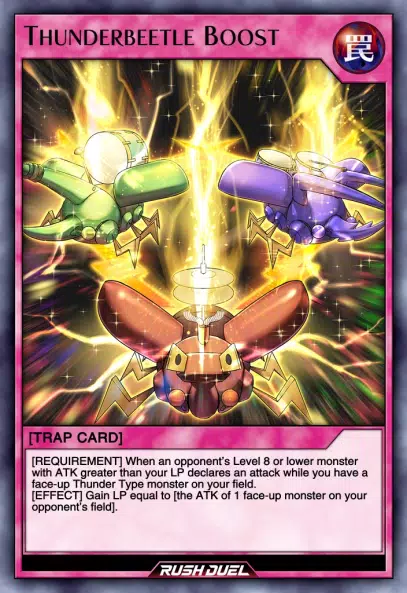 THUNDERBEETLE BOOST
罠
[TRAP CARD]
[REQUIREMENT] When an opponent's Level 8 or lower monster
with ATK greater than your LP declares an attack while you have a
face-up Thunder Type monster on your field.
[EFFECT] Gain LP equal to [the ATK of 1 face-up monster on your
opponent's field].
RUSH DUEL